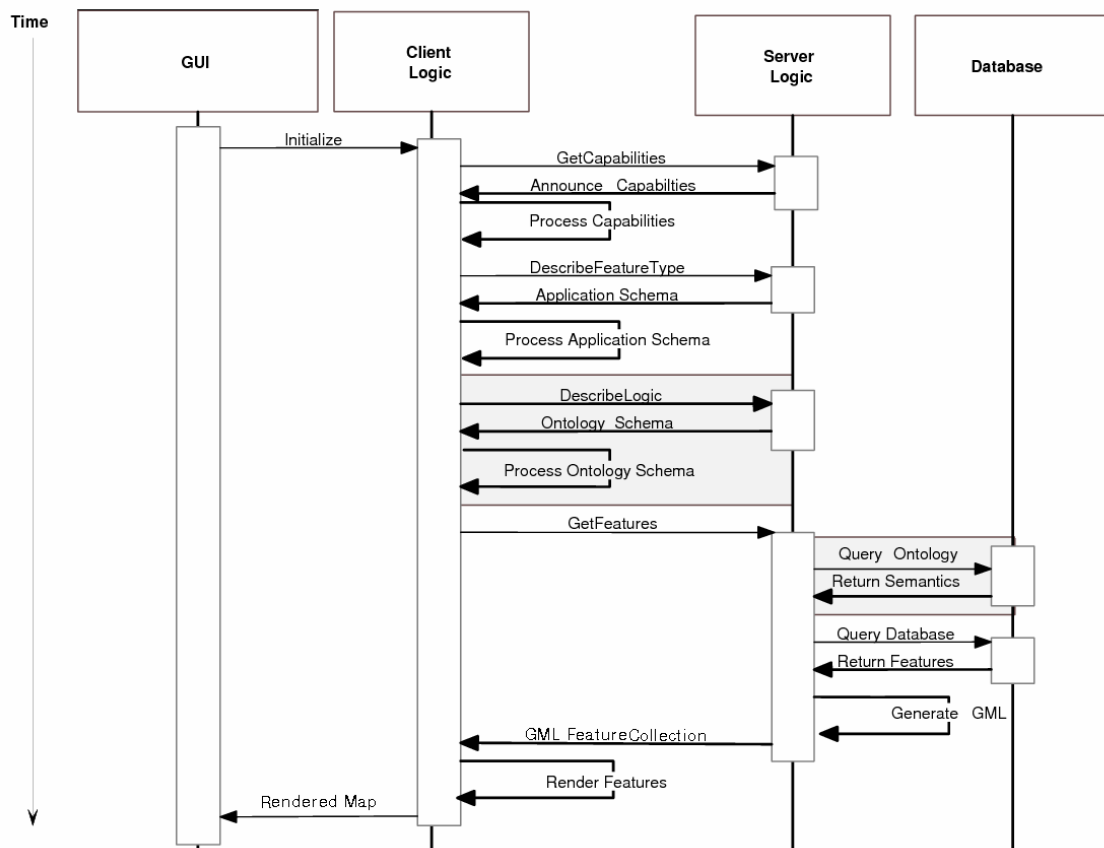 Time
GUI
Client
Logic
Server
Logic
Database
Initialize
GetCapabilities
Announce Capabilties
Process Capabilities
DescribeFeatureType
Application Schema
Process Application Schema
DescribeLogic
Ontology Schema
Process Ontology Schema
GetFeatures
Query Ontology
Return Semantics
Query Database
Return Features
Generate GML
GML FeatureCollection
Render Features
Rendered Map